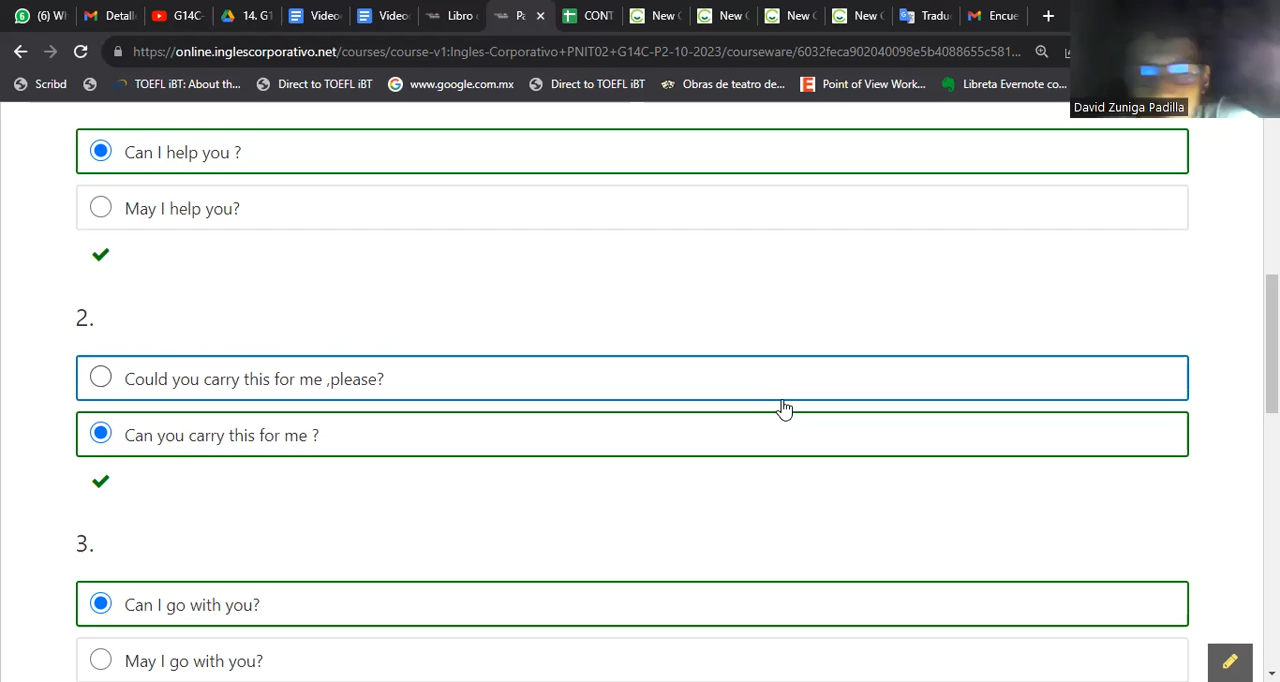 (6) W
Detall
G14C-
14. G1
Video
Video
Libro
Pa
CONT
New
New
New
New
Tradu
Encue
https://online.inglescorporativo.net/courses/course-v1:Ingles-Corporativo+PNIT02+G14C-P2-10-2023/courseware/6032feca902040098e5b4088655c581...
Scribd
TOEFL iBT: About th...
Direct to TOEFL iBT
www.google.com.mx
Direct to TOEFL iBT
Obras de teatro de...
Point of View Work...
Libreta Evernote co...
David Zuniga Padilla
Can I help you ?
May I help you?
2.
Could you carry this for me ,please?
Can you carry this for me ?
3.
Can I go with you?
May I go with you?